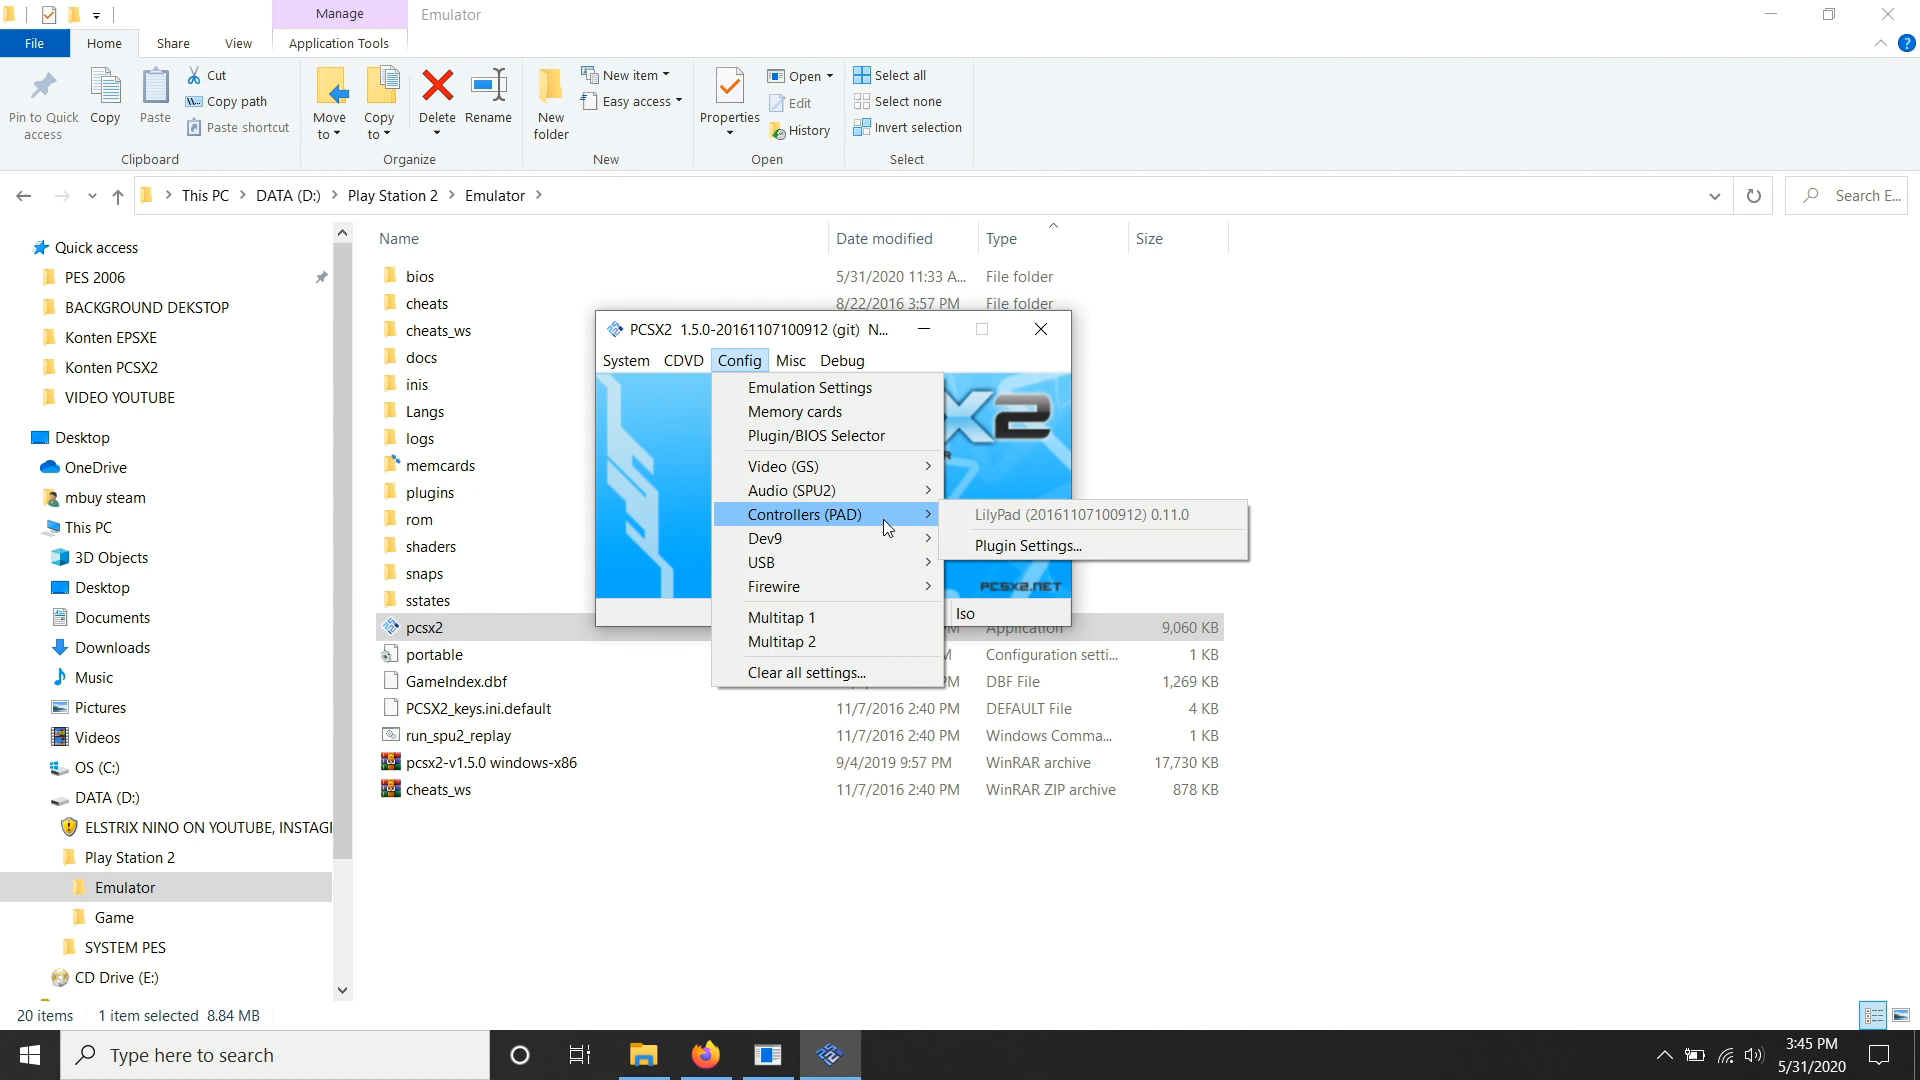 Manage
Emulator
File
Home
Share
View
Application Tools
Pin to Quick access
Copy
Paste
Cut
Copy path
Paste shortcut
Clipboard
Move to
Copy to
Delete
Rename
Organize
New folder
New item
Easy access
New
Properties
Open
Edit
History
Open
Select all
Select none
Invert selection
Select
This PC > DATA (D:) > Play Station 2 > Emulator >
Search E...
Quick access
PES 2006
BACKGROUND DEKSTOP
Konten EPSXE
Konten PCSX2
VIDEO YOUTUBE
Desktop
OneDrive
mbuy steam
This PC
3D Objects
Desktop
Documents
Downloads
Music
Pictures
Videos
OS (C:)
DATA (D:)
ELSTRIX NINO ON YOUTUBE, INSTAG
Play Station 2
Emulator
Game
SYSTEM PES
CD Drive (E:)
Name Date modified Type Size
bios 5/31/2020 11:33 A... File folder
cheats 8/22/2016 3:57 PM File folder
cheats_ws
docs
inis
Langs
logs
memcards
plugins
rom
shaders
snaps
sstates
pcsx2 Application 9,060 KB
portable Configuration setti... 1 KB
GameIndex.dbf PM DBF File 1,269 KB
PCSX2_keys.ini.default 11/7/2016 2:40 PM DEFAULT File 4 KB
run_spu2_replay 11/7/2016 2:40 PM Windows Comma... 1 KB
pcsx2-v1.5.0 windows-x86 9/4/2019 9:57 PM WinRAR archive 17,730 KB
cheats_ws 11/7/2016 2:40 PM WinRAR ZIP archive 878 KB
PCSX2 1.5.0-20161107100912 (git) N...
System CDVD Config Misc Debug
Emulation Settings
Memory cards
Plugin/BIOS Selector
Video (GS)
Audio (SPU2)
Controllers (PAD)
Dev9
USB
Firewire
Multitap 1
Multitap 2
Clear all settings...
LilyPad (20161107100912) 0.11.0
Plugin Settings...
X2
R
PCSX2.NET
Iso
20 items 1 item selected 8.84 MB
Type here to search
3:45 PM
5/31/2020